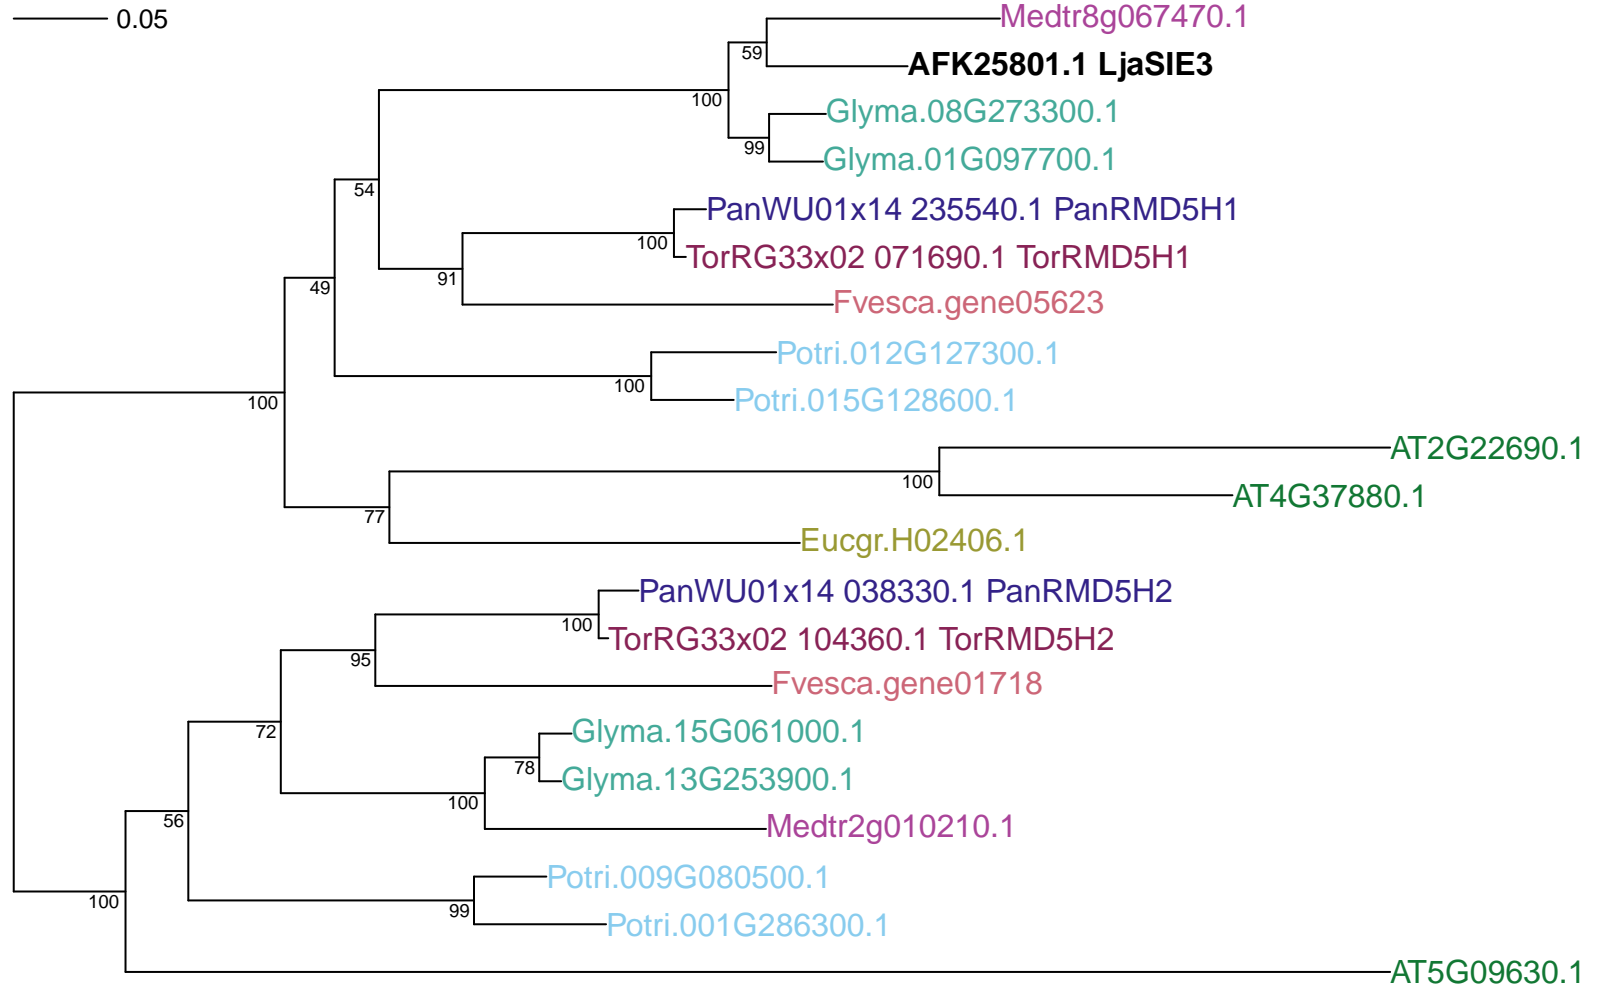 0.05
Medtr8g067470.1
59
AFK25801.1 LjaSIE3
100
Glyma.08G273300.1
99
Glyma.01G097700.1
54
PanWU01x14 235540.1 PanRMD5H1
100
TorRG33x02 071690.1 TorRMD5H1
91
49
Fvesca.gene05623
Potri.012G127300.1
100
Potri.015G128600.1
100
AT2G22690.1
100
AT4G37880.1
77
Eucgr.H02406.1
PanWU01x14 038330.1 PanRMD5H2
100
TorRG33x02 104360.1 TorRMD5H2
95
Fvesca.gene01718
72
Glyma.15G061000.1
78
Glyma.13G253900.1
100
56
Medtr2g010210.1
Potri.009G080500.1
100
99
Potri.001G286300.1
AT5G09630.1